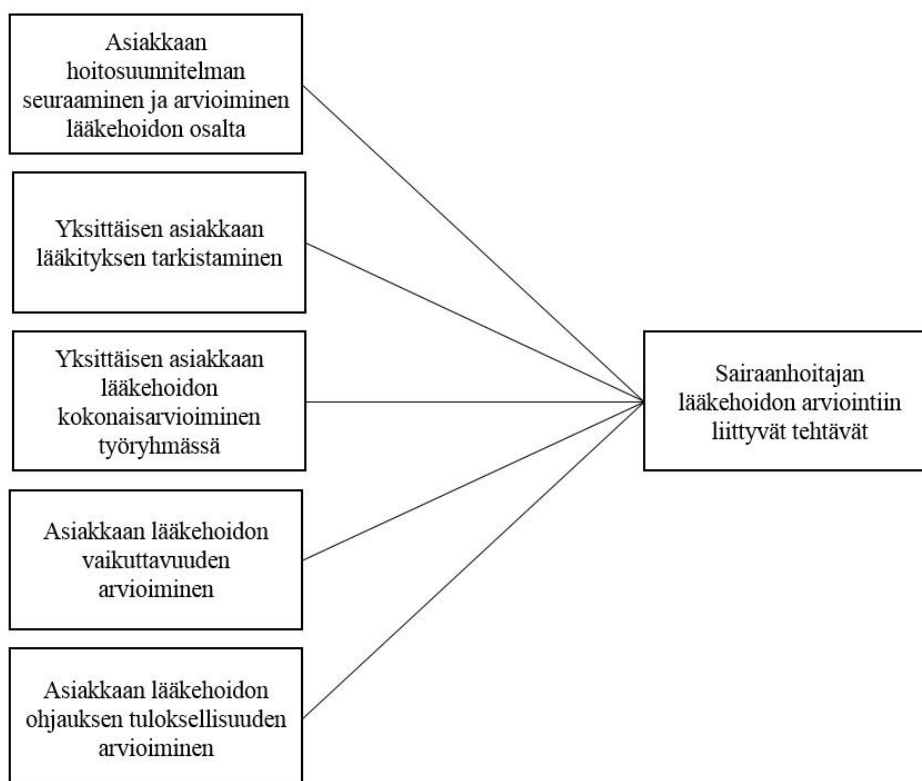 Asiakkaan
hoitosuunnitelman
seuraaminen ja arvioiminen
lääkehoidon osalta
Yksittäisen asiakkaan
lääkityksen tarkistaminen
Yksittäisen asiakkaan
lääkehoidon
kokonaisarvioiminen
työryhmässä
Asiakkaan lääkehoidon
vaikuttavuuden
arvioiminen
Asiakkaan lääkehoidon
ohjauksen tuloksellisuuden
arvioiminen
Sairaanhoitajan
lääkehoidon arviointiin
liittyvät tehtävät